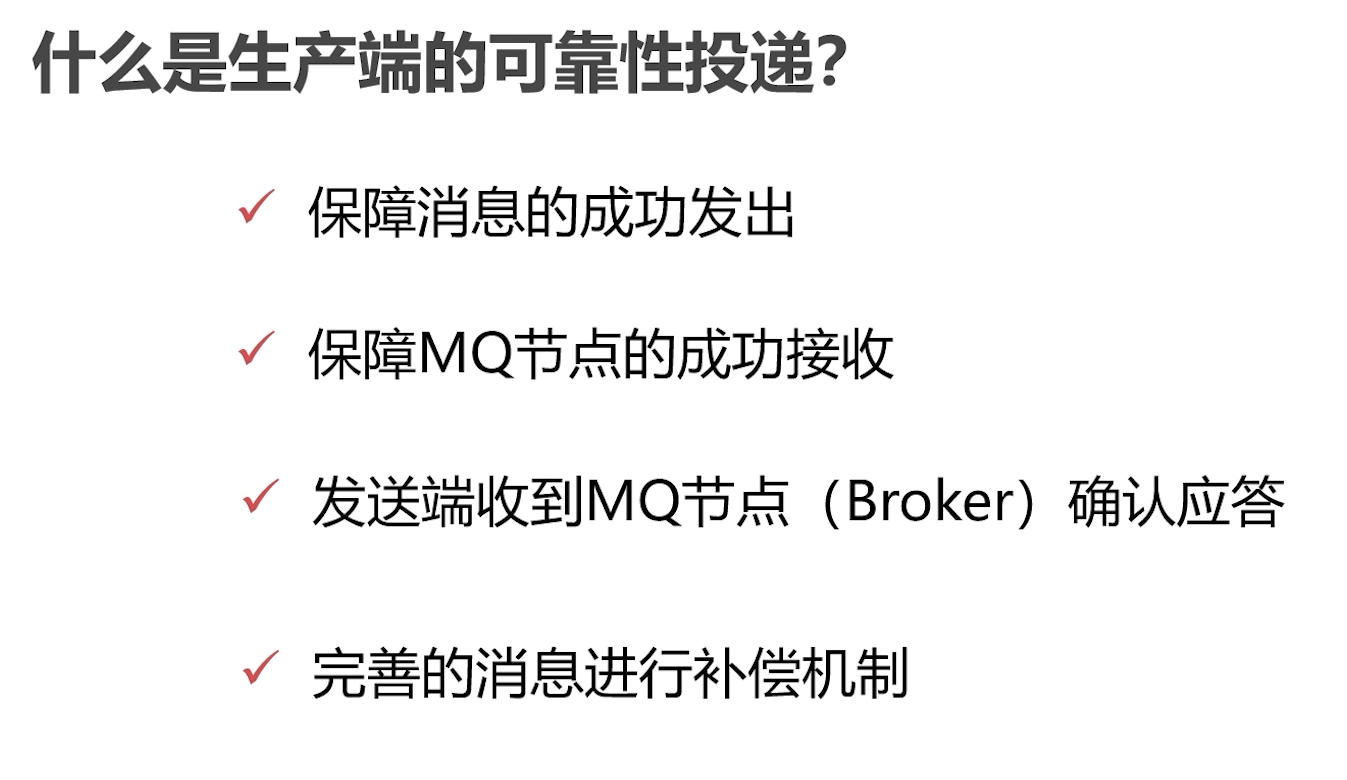 什么是生产端的可靠性投递?
✓ 保障消息的成功发出
✓ 保障MQ节点的成功接收
✓ 发送端收到MQ节点（Broker）确认应答
✓ 完善的消息进行补偿机制